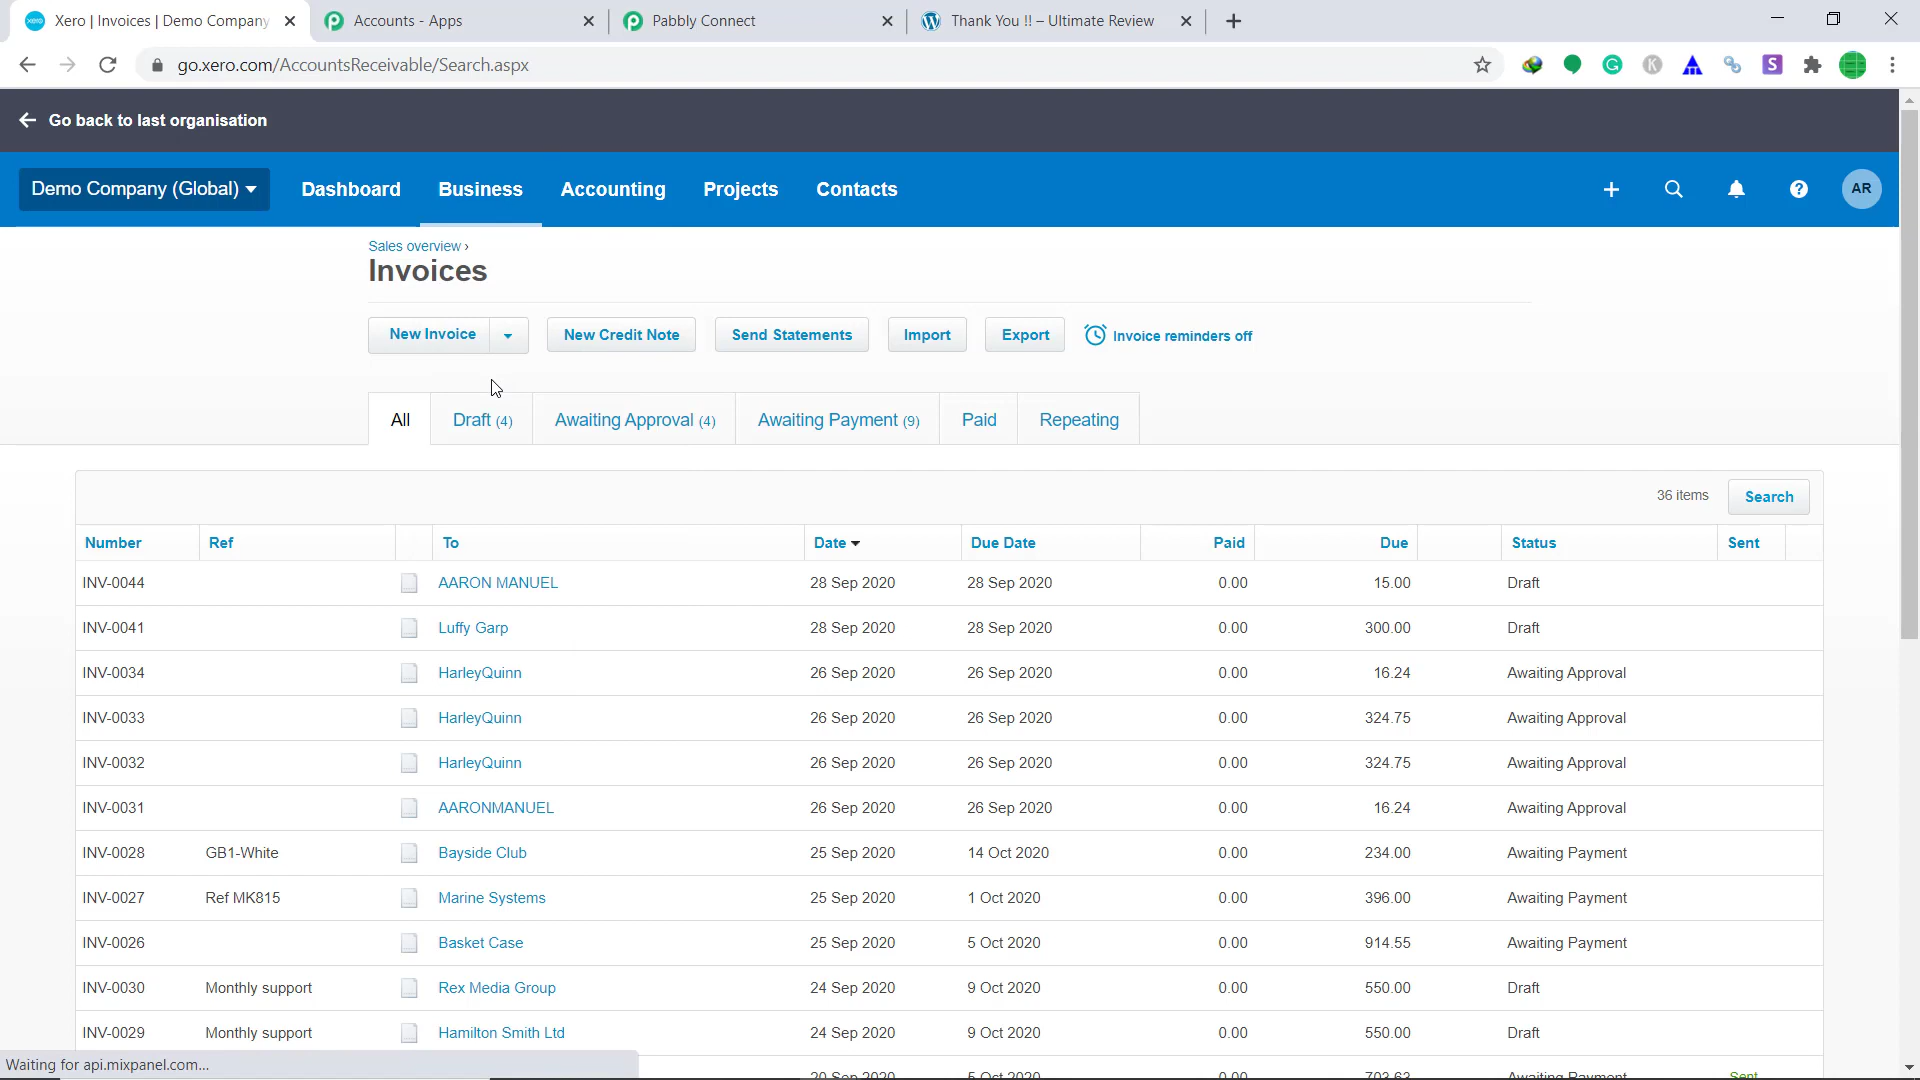 Xero | Invoices | Demo Company
Accounts - Apps
Pabbly Connect
Thank You !! – Ultimate Review
go.xero.com/AccountsReceivable/Search.aspx
Go back to last organisation
Demo Company (Global) Dashboard Business Accounting Projects Contacts AR
Sales overview ›
Invoices
New Invoice New Credit Note Send Statements Import Export Invoice reminders off
All Draft (4) Awaiting Approval (4) Awaiting Payment (9) Paid Repeating
36 items Search
Number Ref To Date Due Date Paid Due Status Sent
INV-0044 AARON MANUEL 28 Sep 2020 28 Sep 2020 0.00 15.00 Draft
INV-0041 Luffy Garp 28 Sep 2020 28 Sep 2020 0.00 300.00 Draft
INV-0034 HarleyQuinn 26 Sep 2020 26 Sep 2020 0.00 16.24 Awaiting Approval
INV-0033 HarleyQuinn 26 Sep 2020 26 Sep 2020 0.00 324.75 Awaiting Approval
INV-0032 HarleyQuinn 26 Sep 2020 26 Sep 2020 0.00 324.75 Awaiting Approval
INV-0031 AARONMANUEL 26 Sep 2020 26 Sep 2020 0.00 16.24 Awaiting Approval
INV-0028 GB1-White Bayside Club 25 Sep 2020 14 Oct 2020 0.00 234.00 Awaiting Payment
INV-0027 Ref MK815 Marine Systems 25 Sep 2020 1 Oct 2020 0.00 396.00 Awaiting Payment
INV-0026 Basket Case 25 Sep 2020 5 Oct 2020 0.00 914.55 Awaiting Payment
INV-0030 Monthly support Rex Media Group 24 Sep 2020 9 Oct 2020 0.00 550.00 Draft
INV-0029 Monthly support Hamilton Smith Ltd 24 Sep 2020 9 Oct 2020 0.00 550.00 Draft
Waiting for api.mixpanel.com...
20 Sep 2020 5 Oct 2020 0.00 703.63 Awaiting Payment Sent